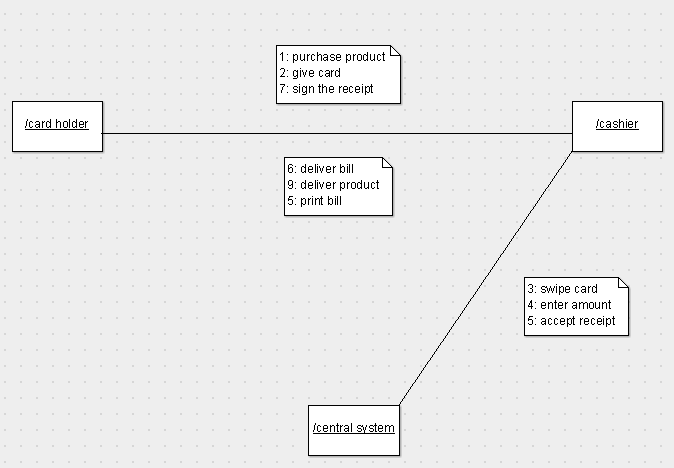 1: purchase product
2: give card
7: sign the receipt
/card holder
/cashier
6: deliver bill
9: deliver product
5: print bill
3: swipe card
4: enter amount
5: accept receipt
/central system